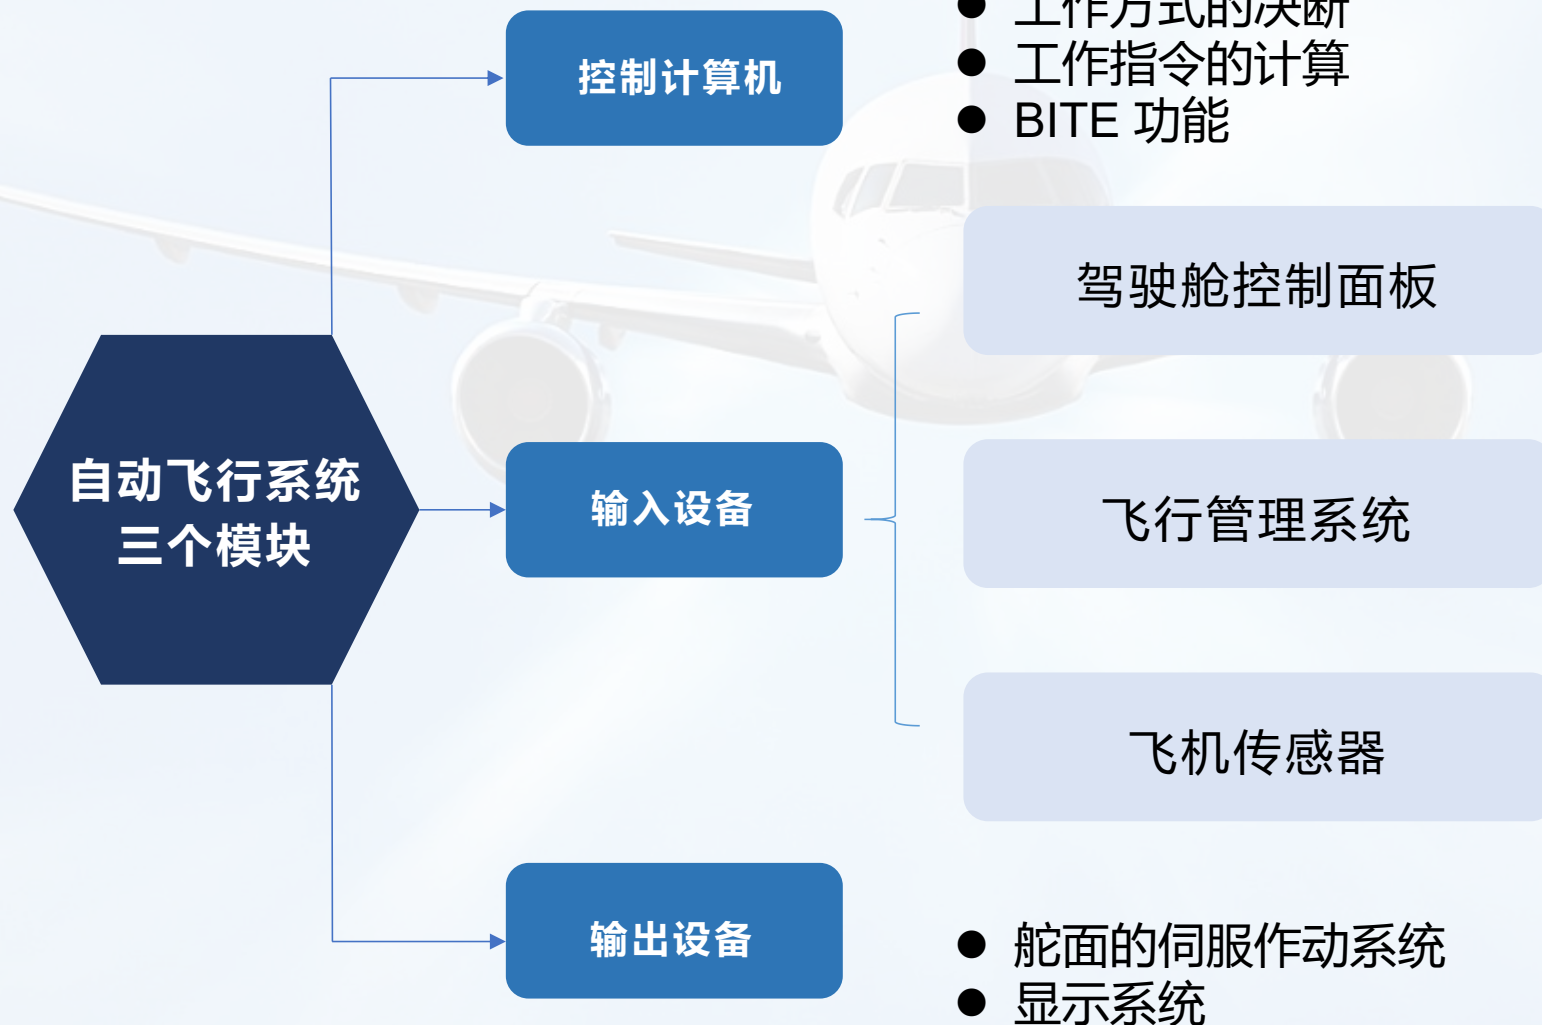 工作方式的决断
控制计算机
工作指令的计算
BITE 功能
驾驶舱控制面板
自动飞行系统
三个模块
输入设备
飞行管理系统
飞机传感器
输出设备
舵面的伺服作动系统
显示系统